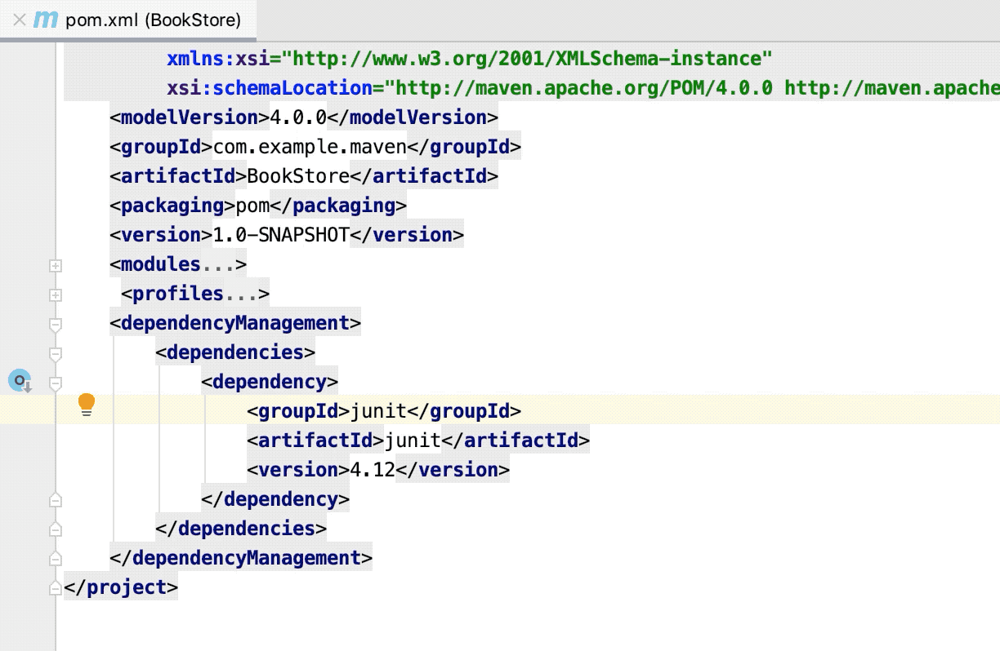 m pom.xml (BookStore)
xmlns:xsi="http://www.w3.org/2001/XMLSchema-instance"
xsi:schemaLocation="http://maven.apache.org/POM/4.0.0 http://maven.apache
<modelVersion>4.0.0</modelVersion>
<groupId>com.example.maven</groupId>
<artifactId>BookStore</artifactId>
<packaging>pom</packaging>
<version>1.0-SNAPSHOT</version>
<modules...>
<profiles...>
<dependencyManagement>
<dependencies>
<dependency>
<groupId>junit</groupId>
<artifactId>junit</artifactId>
<version>4.12</version>
</dependency>
</dependencies>
</dependencyManagement>
</project>